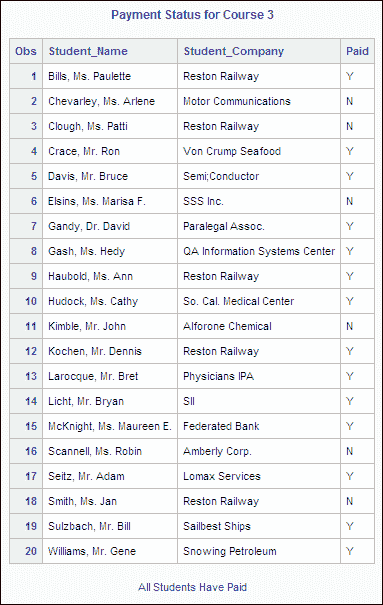 Payment Status for Course 3
Obs Student_Name Student_Company Paid
1 Bills, Ms. Paulette Reston Railway Y
2 Chevarley, Ms. Arlene Motor Communications N
3 Clough, Ms. Patti Reston Railway N
4 Crace, Mr. Ron Von Crump Seafood Y
5 Davis, Mr. Bruce Semi;Conductor Y
6 Elsins, Ms. Marisa F. SSS Inc. N
7 Gandy, Dr. David Paralegal Assoc. Y
8 Gash, Ms. Hedy QA Information Systems Center Y
9 Haubold, Ms. Ann Reston Railway Y
10 Hudock, Ms. Cathy So. Cal. Medical Center Y
11 Kimble, Mr. John Alforone Chemical N
12 Kochen, Mr. Dennis Reston Railway Y
13 Larocque, Mr. Bret Physicians IPA Y
14 Licht, Mr. Bryan SII Y
15 McKnight, Ms. Maureen E. Federated Bank Y
16 Scannell, Ms. Robin Amberly Corp. N
17 Seitz, Mr. Adam Lomax Services Y
18 Smith, Ms. Jan Reston Railway N
19 Sulzbach, Mr. Bill Sailbest Ships Y
20 Williams, Mr. Gene Snowing Petroleum Y
All Students Have Paid